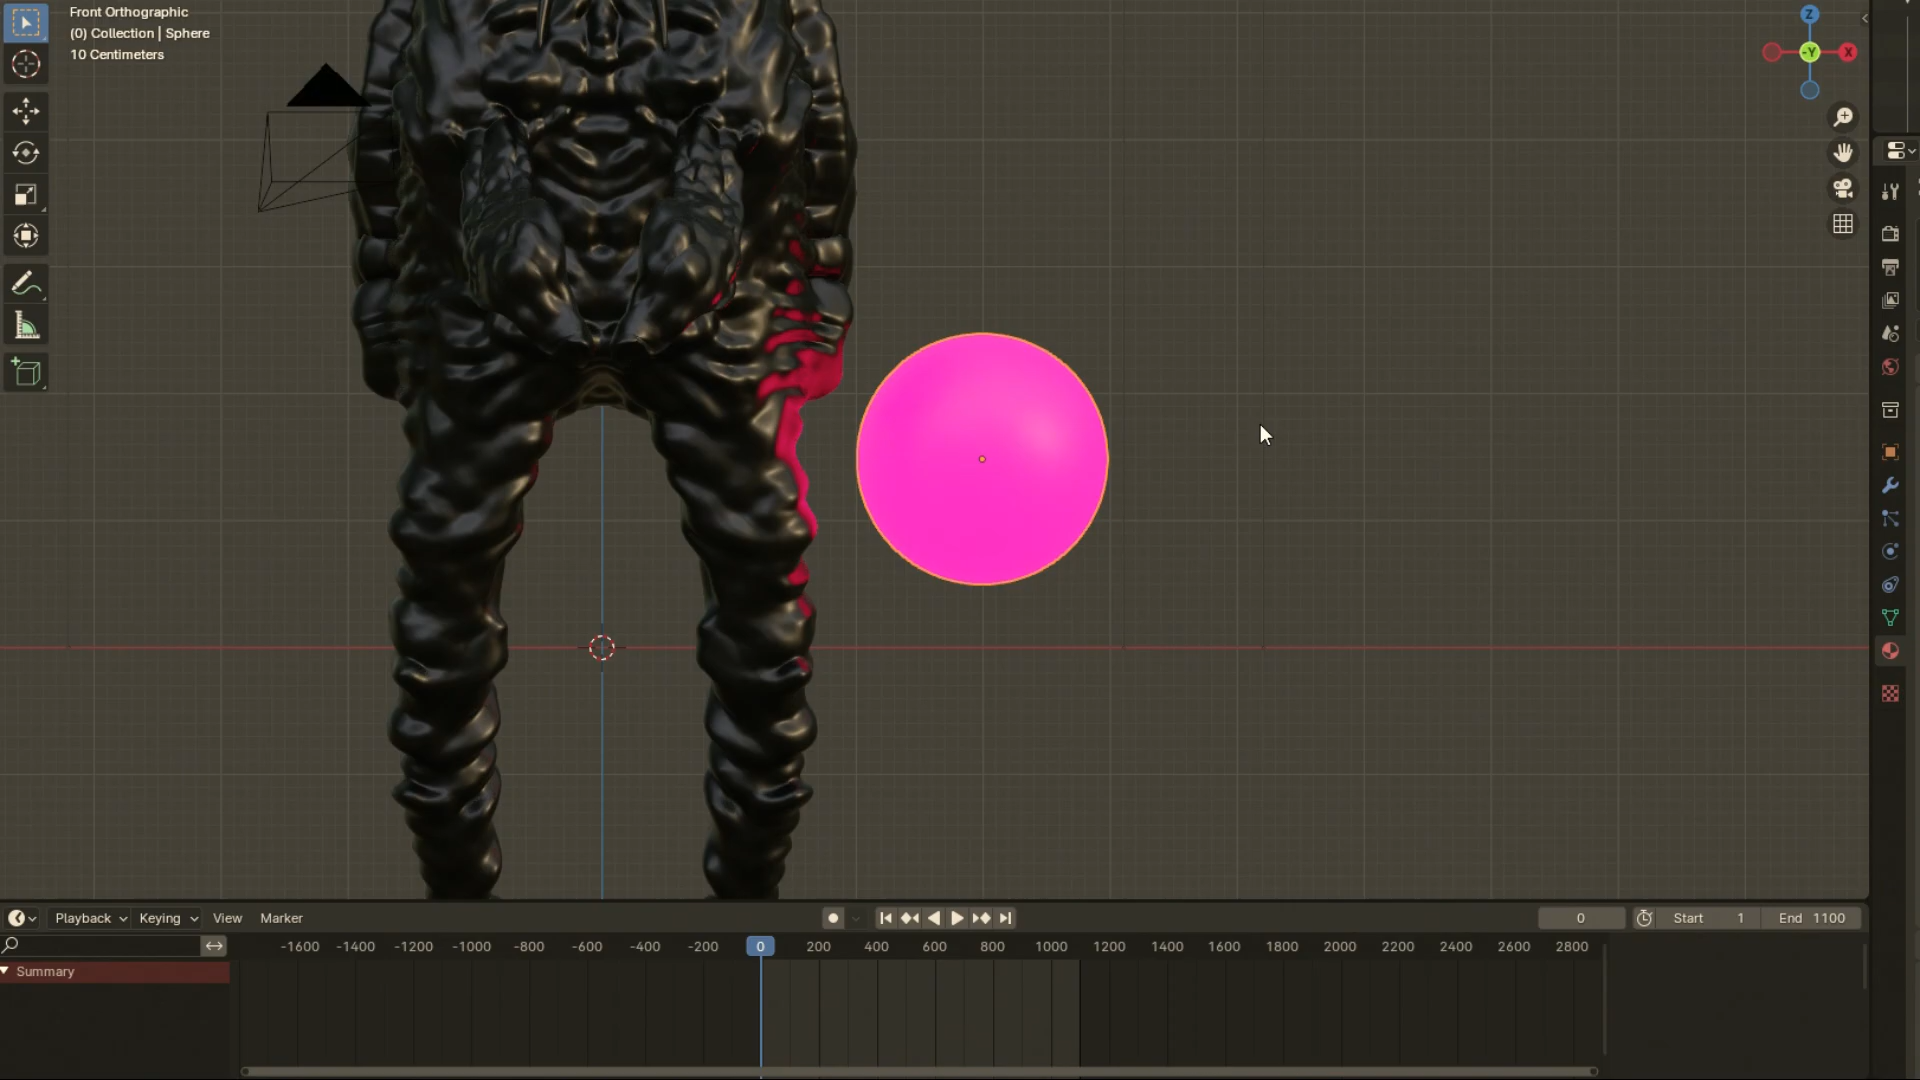 Front Orthographic
(0) Collection | Sphere
10 Centimeters
Z
-Y
X
Playback Keying View Marker
0 Start 1 End 1100
-1600 -1400 -1200 -1000 -800 -600 -400 -200 0 200 400 600 800 1000 1200 1400 1600 1800 2000 2200 2400 2600 2800
Summary